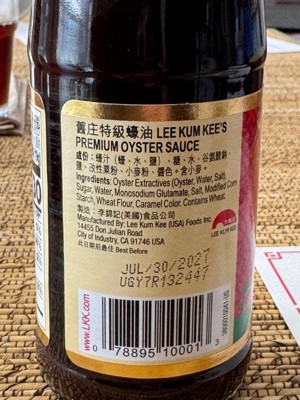 舊庄特級蠔油 LEE KUM KEE'S
PREMIUM OYSTER SAUCE
成份：蠔汁（蠔、水、鹽）、糖、水、谷氨酸鈉、
鹽、改性粟粉、小麥粉、醬色。含小麥。
Ingredients: Oyster Extractives (Oyster, Water, Salt),
Sugar, Water, Monosodium Glutamate, Salt, Modified Corn
Starch, Wheat Flour, Caramel Color. Contains Wheat.
製造：李錦記(美國)食品公司
Manufactured By: Lee Kum Kee (USA) Foods Inc.
14455 Don Julian Road
City of Industry, CA 91746 USA
此日期前最佳 Best Before
LEE KUM KEE
JUL/30/2027
UGY7R132447
www.LKK.com
0 78895 10001 3